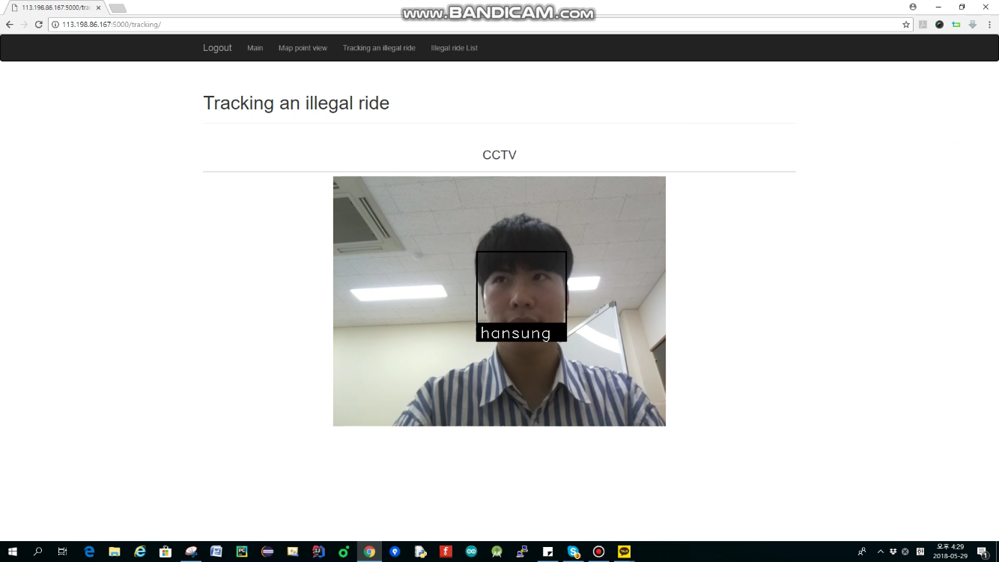 113.198.86.167:5000/trac
www.BANDICAM.com
113.198.86.167:5000/tracking/
Logout Main Map point view Tracking an illegal ride Illegal ride List
Tracking an illegal ride
CCTV
hansung
오후 4:29
2018-05-29